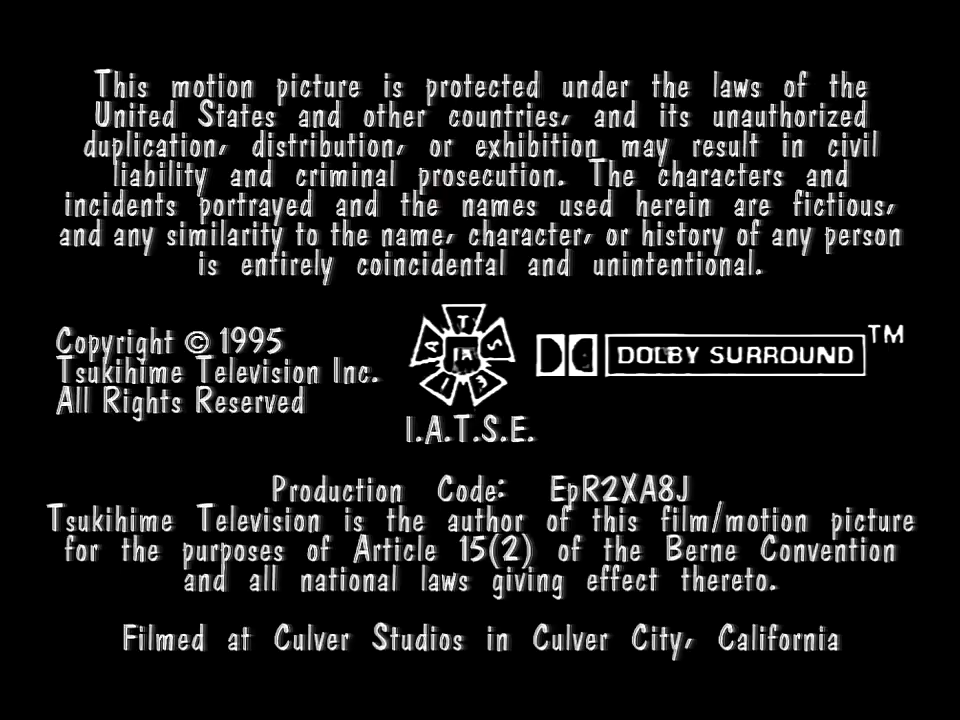 This motion picture is protected under the laws of the
United States and other countries, and its unauthorized
duplication, distribution, or exhibition may result in civil
liability and criminal prosecution. The characters and
incidents portrayed and the names used herein are fictious,
and any similarity to the name, character, or history of any person
is entirely coincidental and unintentional.
Copyright © 1995
Tsukihime Television Inc.
All Rights Reserved
I A T S E
IA
I.A.T.S.E.
DOLBY SURROUND ™
Production Code: EpR2XA8J
Tsukihime Television is the author of this film/motion picture
for the purposes of Article 15(2) of the Berne Convention
and all national laws giving effect thereto.
Filmed at Culver Studios in Culver City, California